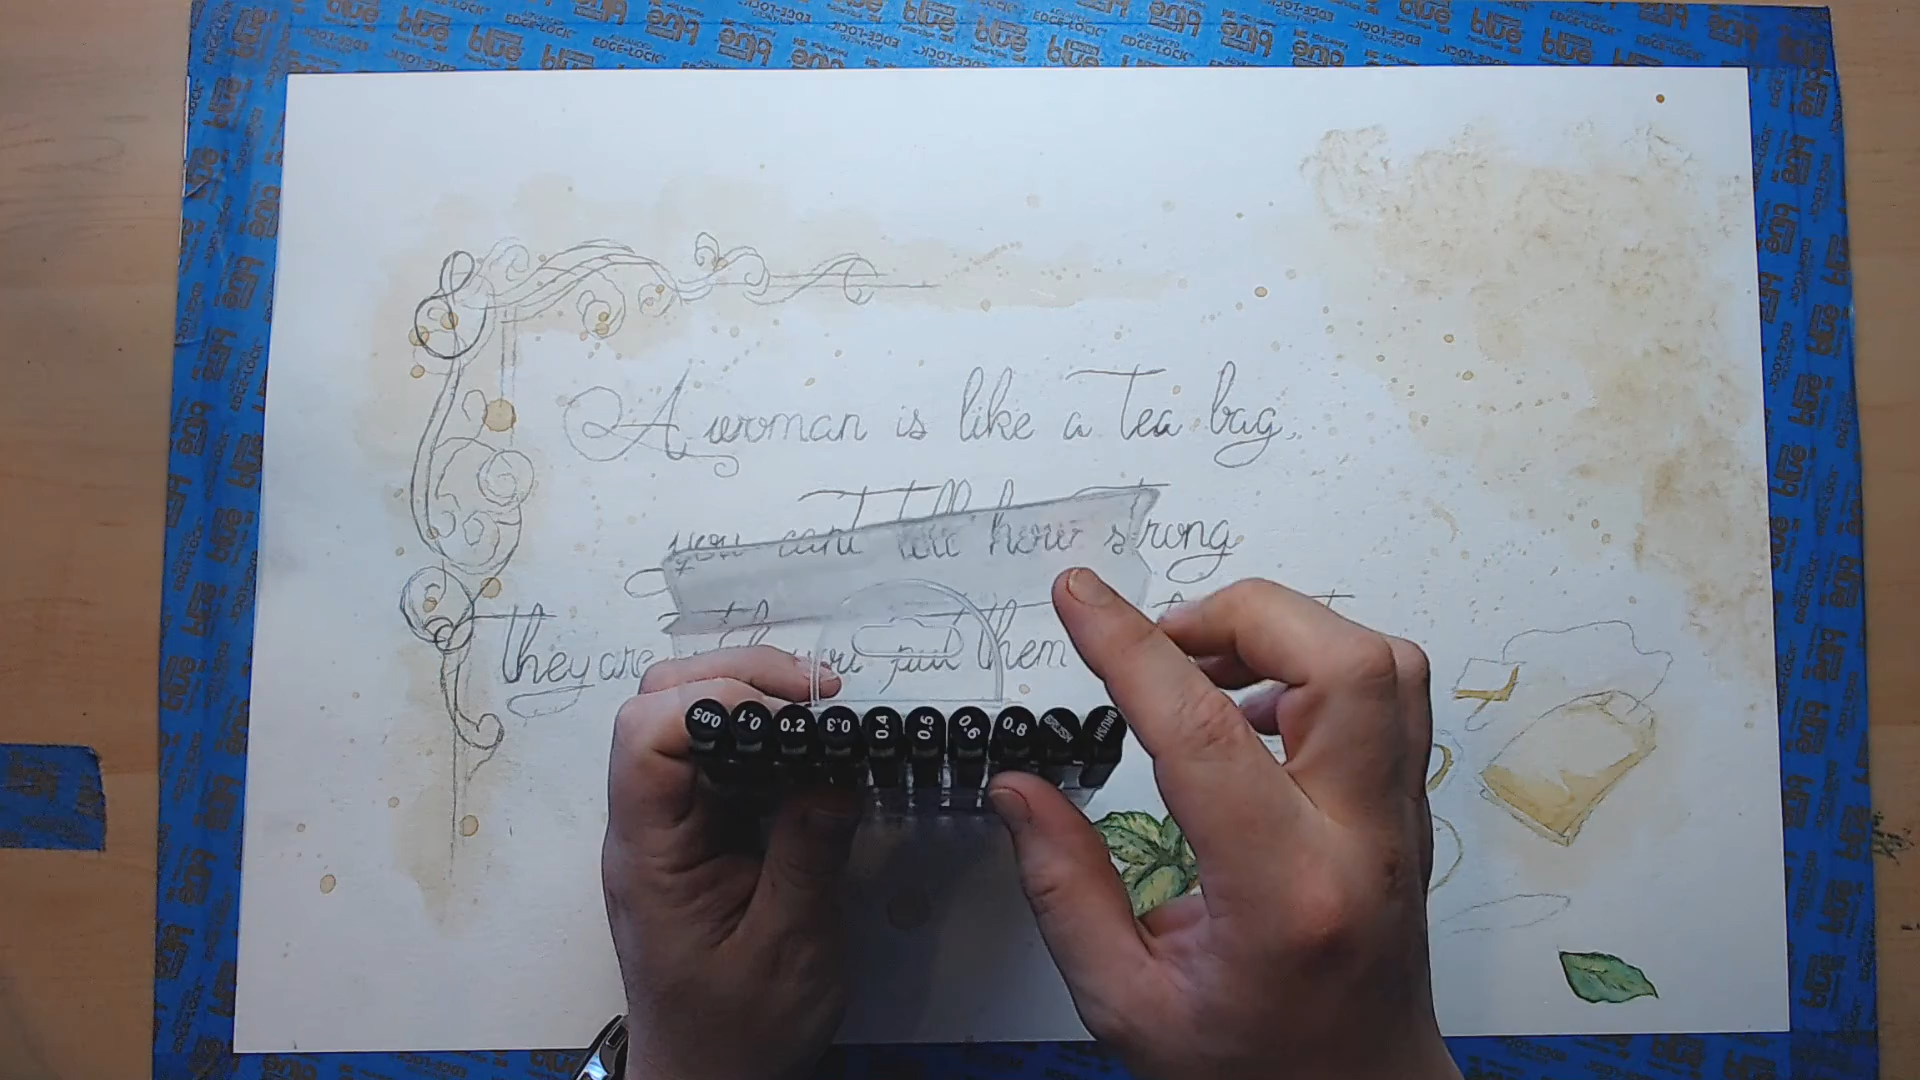 A woman is like a tea bag,
you cant tell how strong
they are you put them
0.05 0.1 0.2 0.3 0.4 0.5 0.6 0.8 BRUSH
blue
EDGE-LOCK